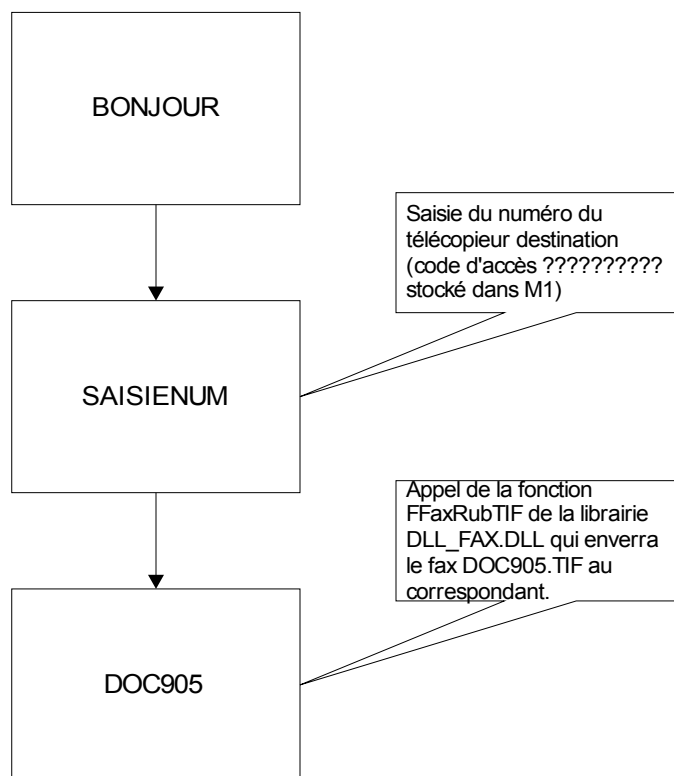 BONJOUR
Saisie du numéro du
télécopieur destination
(code d'accès ??????????
stocké dans M1)
SAISIENUM
Appel de la fonction
FFaxRubTIF de la librairie
DLL_FAX.DLL qui enverra
le fax DOC905.TIF au
correspondant.
DOC905